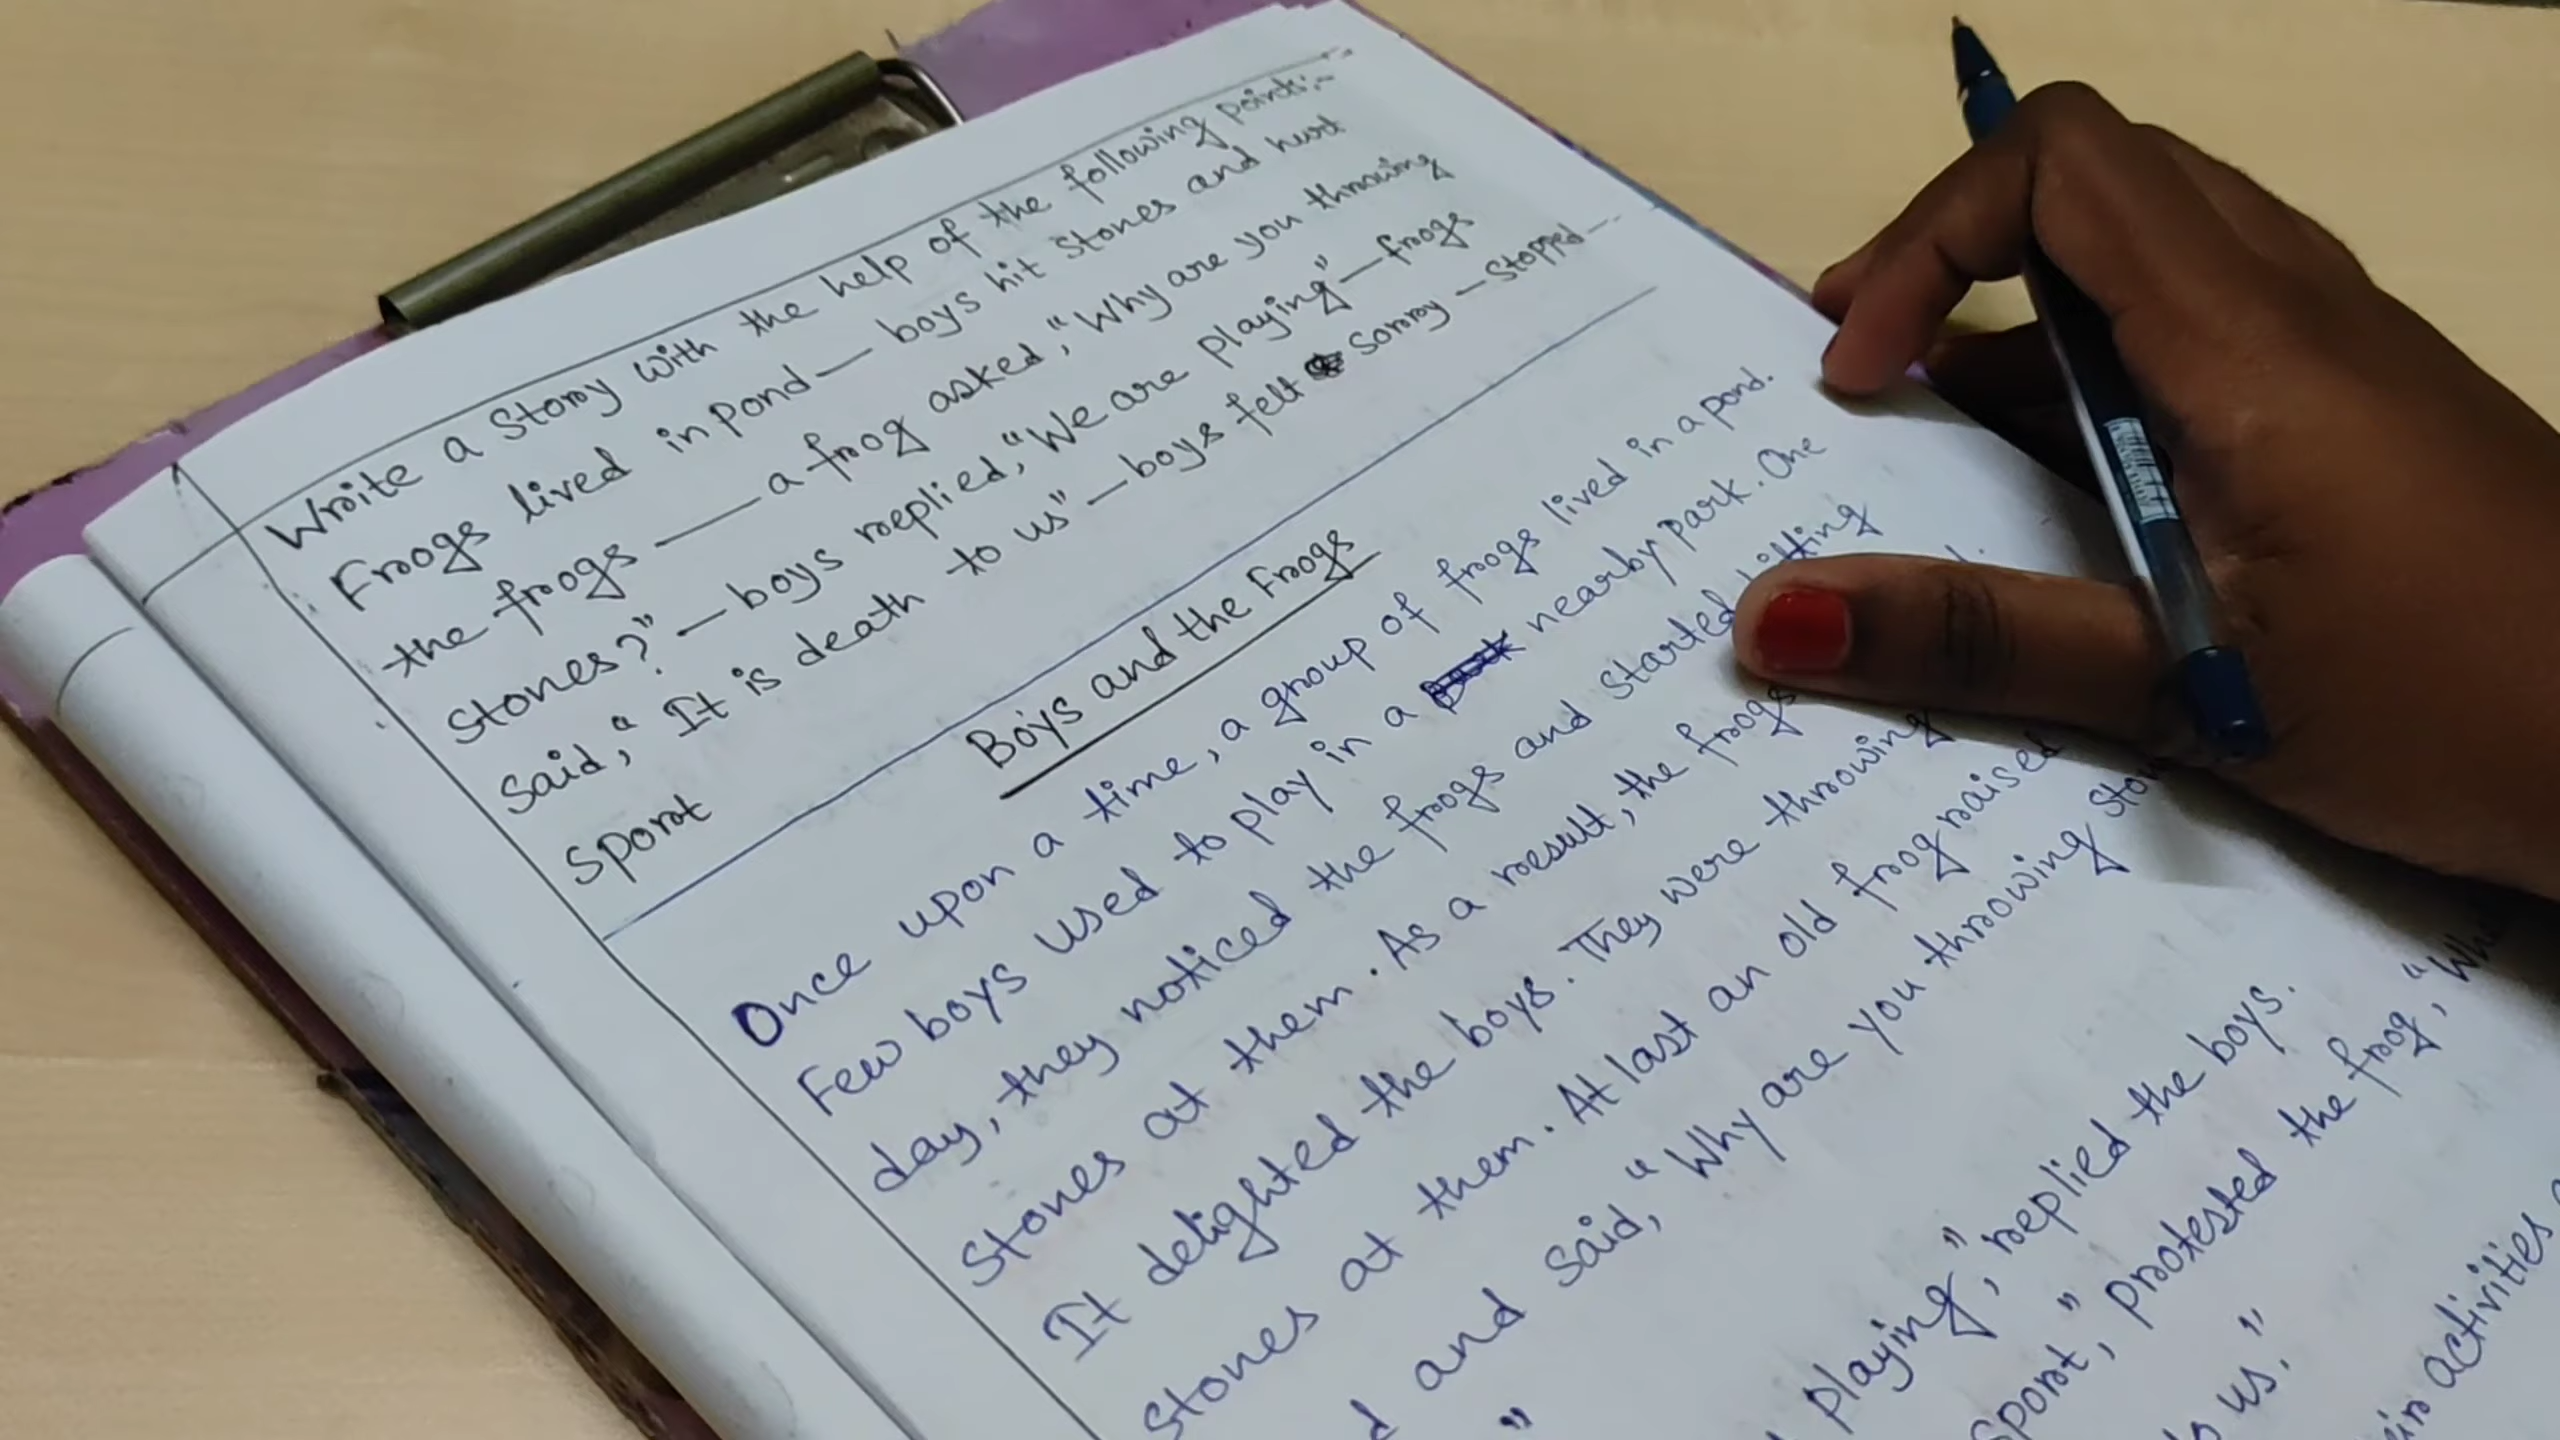 Write a Story With the help of the following points:-
Frogs lived in pond — boys hit stones and hurt
the frogs — a frog asked, "Why are you throwing
stones?" — boys replied, "We are playing" — frogs
said, "It is death to us" — boys felt sorry — stopped —
sport
Boys and the Frogs
Once upon a time, a group of frogs lived in a pond.
Few boys used to play in a nearby park. One
day, they noticed the frogs and started hitting
stones at them. As a result, the frogs
It delighted the boys. They were throwing
stones at them. At last an old frog raised
and said, "Why are you throwing
"
playing", replied the boys.
sport", protested the frog, "
us."
activities